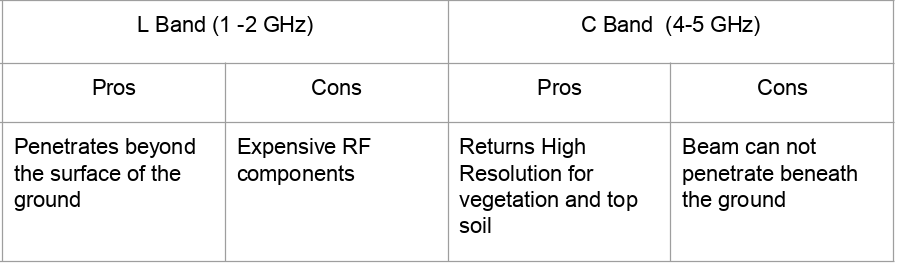 L Band (1 -2 GHz)
C Band  (4-5 GHz)
Pros
Cons
Pros
Cons
Penetrates beyond
the surface of the
ground
Expensive RF
components
Returns High
Resolution for
vegetation and top
soil
Beam can not
penetrate beneath
the ground